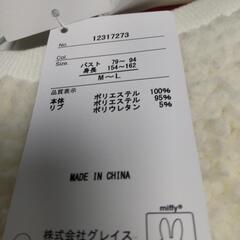 No. 12317273
Color:
Size: バスト 79～ 94
身長 154～162
M～L
品質表示 ポリエステル 100%
本体 ポリエステル 95%
リブ ポリウレタン 5%
MADE IN CHINA
miffy®
株式会社グレイス